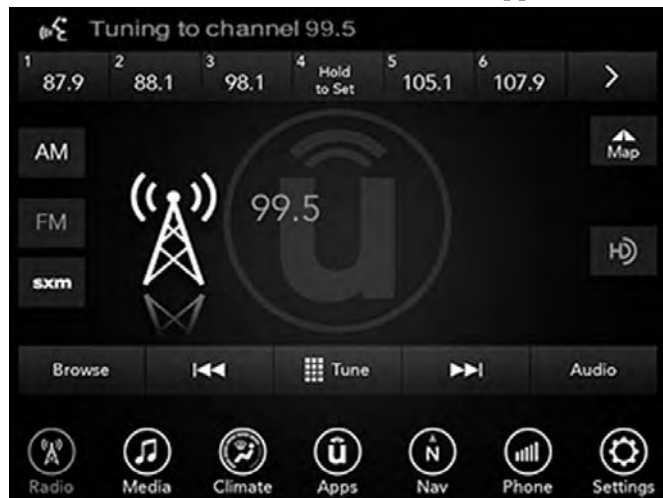 Tuning to channel 99.5
1 87.9 2 88.1 3 98.1 4 Hold to Set 5 105.1 6 107.9
AM
Map
99.5
FM
HD
sxm
Browse Tune Audio
Radio Media Climate Apps Nav Phone Settings